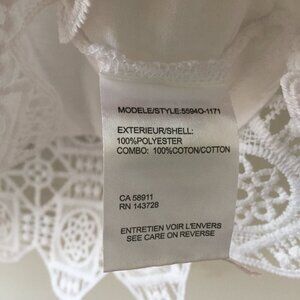 MODELE/STYLE:5594O-1171
EXTERIEUR/SHELL:
100%POLYESTER
COMBO: 100%COTON/COTTON
CA 58911
RN 143728
ENTRETIEN VOIR L'ENVERS
SEE CARE ON REVERSE